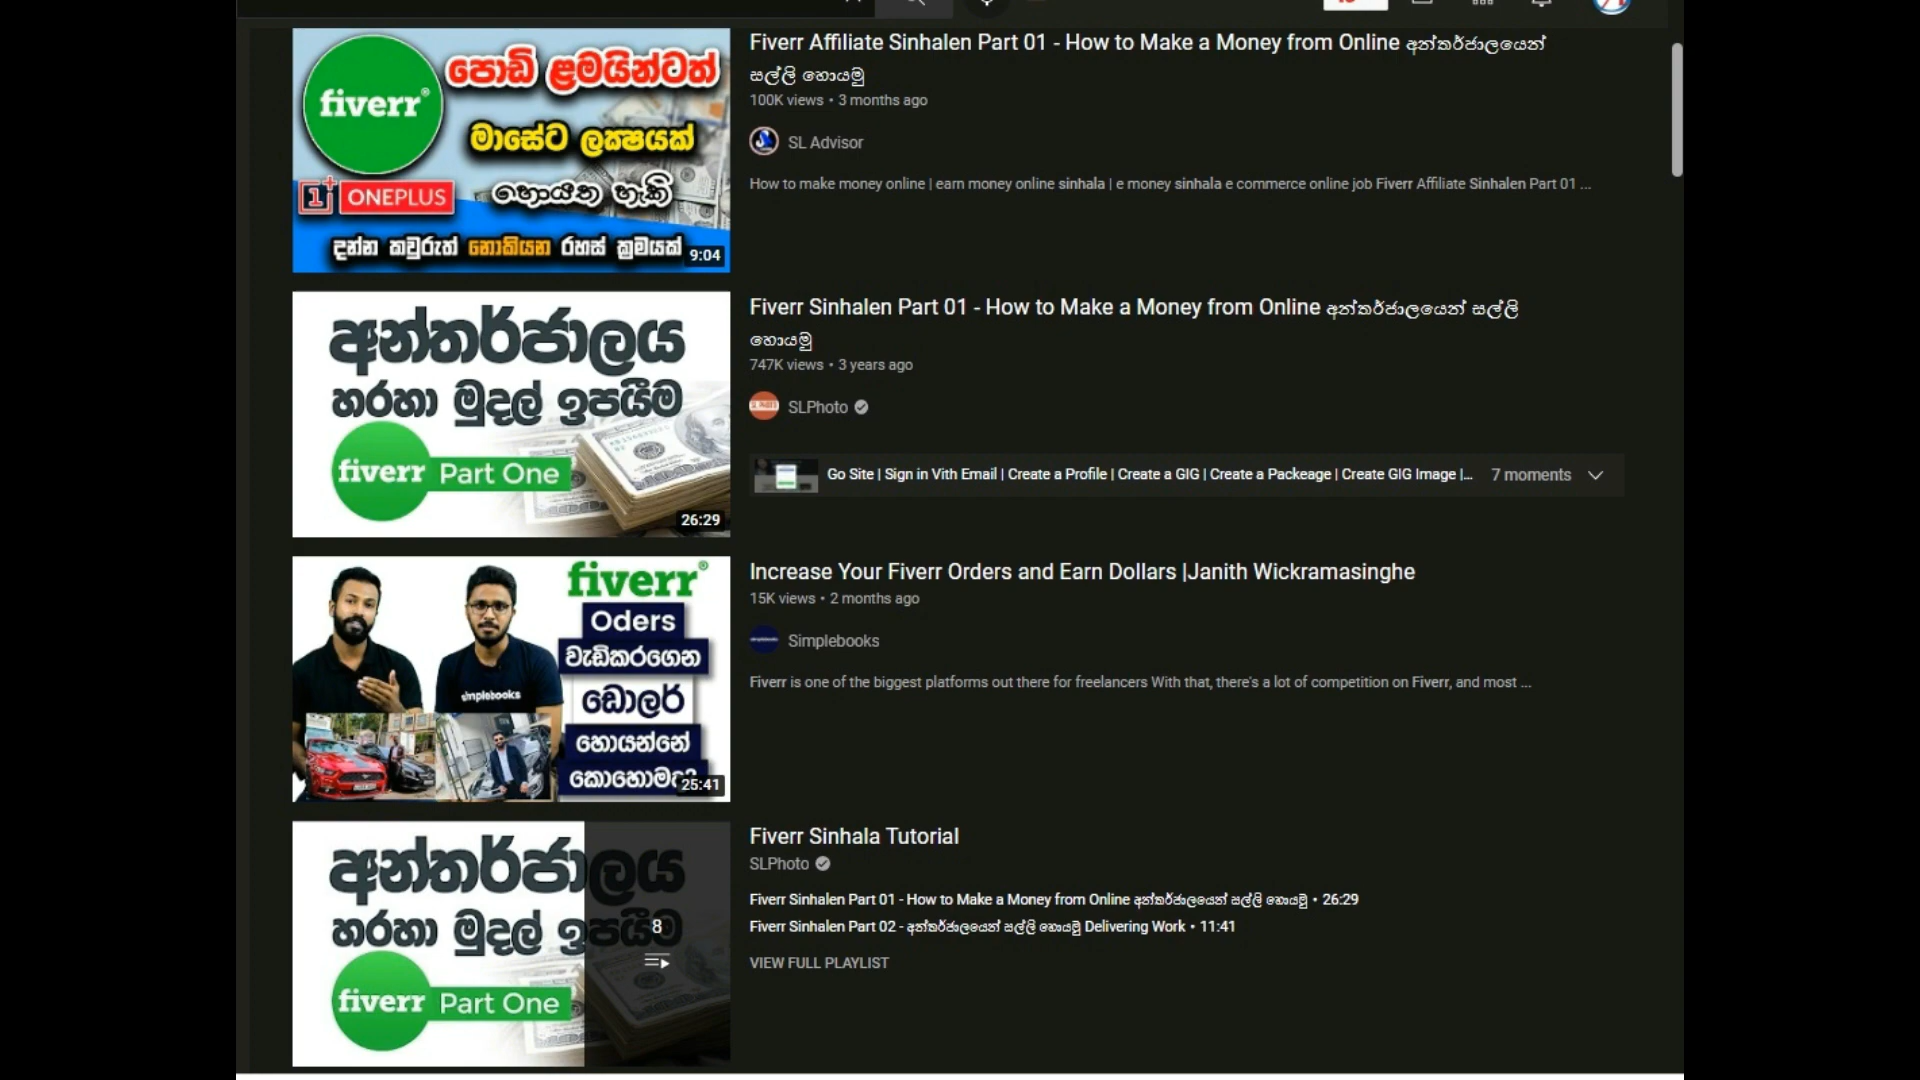 fiverr®
පොඩි ළමයින්ටත්
මාසේට ලක්ෂයක්
හොයන හැකි
1+ ONEPLUS
දන්න කවුරුත් නොකියන රහස් ක්‍රමයක්
9:04
Fiverr Affiliate Sinhalen Part 01 - How to Make a Money from Online අන්තර්ජාලයෙන්
සල්ලි හොයමු
100K views • 3 months ago
SL Advisor
How to make money online | earn money online sinhala | e money sinhala e commerce online job Fiverr Affiliate Sinhalen Part 01 ...
අන්තර්ජාලය
හරහා මුදල් ඉපයීම
fiverr Part One
26:29
Fiverr Sinhalen Part 01 - How to Make a Money from Online අන්තර්ජාලයෙන් සල්ලි
හොයමු
747K views • 3 years ago
SLPhoto
Go Site | Sign in Vith Email | Create a Profile | Create a GIG | Create a Packeage | Create GIG Image |... 7 moments
fiverr®
Oders
වැඩිකරගෙන
ඩොලර්
හොයන්නේ
simplebooks
25:41
Increase Your Fiverr Orders and Earn Dollars |Janith Wickramasinghe
15K views • 2 months ago
Simplebooks
Fiverr is one of the biggest platforms out there for freelancers With that, there's a lot of competition on Fiverr, and most ...
අන්තර්ජාලය
හරහා මුදල් ඉපයීම
8
fiverr Part One
Fiverr Sinhala Tutorial
SLPhoto
Fiverr Sinhalen Part 01 - How to Make a Money from Online අන්තර්ජාලයෙන් සල්ලි හොයමු • 26:29
Fiverr Sinhalen Part 02 - අන්තර්ජාලයෙන් සල්ලි හොයමු Delivering Work • 11:41
VIEW FULL PLAYLIST